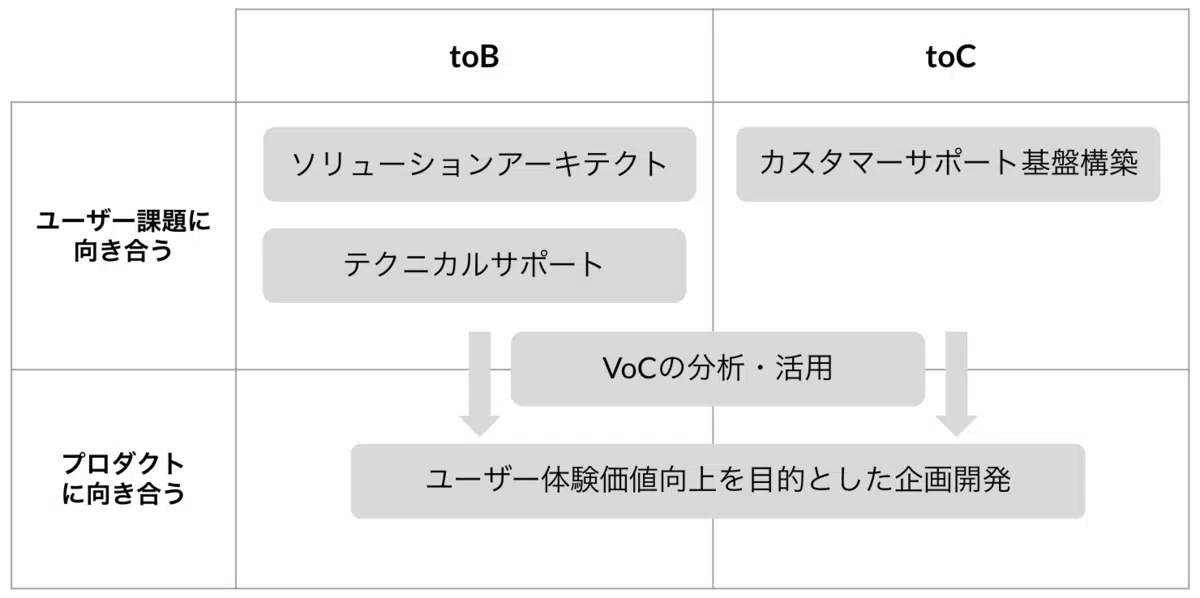 toB
toC
ユーザー課題に
向き合う
ソリューションアーキテクト
カスタマーサポート基盤構築
テクニカルサポート
VoCの分析・活用
プロダクト
に向き合う
ユーザー体験価値向上を目的とした企画開発